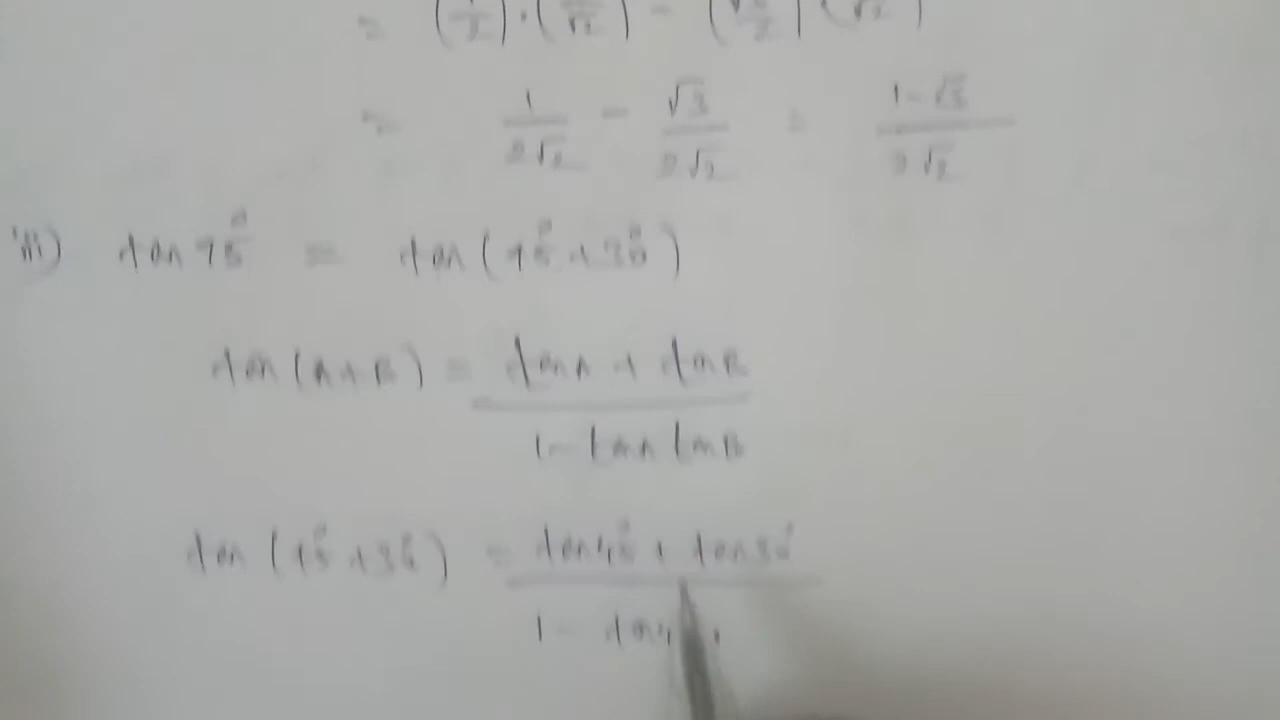 = 1/2√2 - √3/2√2 = 1-√3/2√2
iii) tan 75° = tan (45° + 30°)
tan (A+B) = tan A + tan B / 1 - tan A tan B
tan (45° + 30°) = tan 45° + tan 30° / 1 - tan